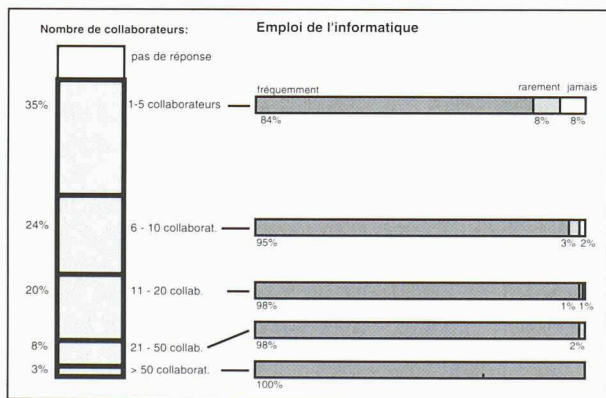 Nombre de collaborateurs: Emploi de l'informatique
pas de réponse
fréquemment rarement jamais
35% 1-5 collaborateurs
84% 8% 8%
24% 6 - 10 collaborat.
95% 3% 2%
20% 11 - 20 collab.
98% 1% 1%
8% 21 - 50 collab.
98% 2%
3% > 50 collaborat.
100%